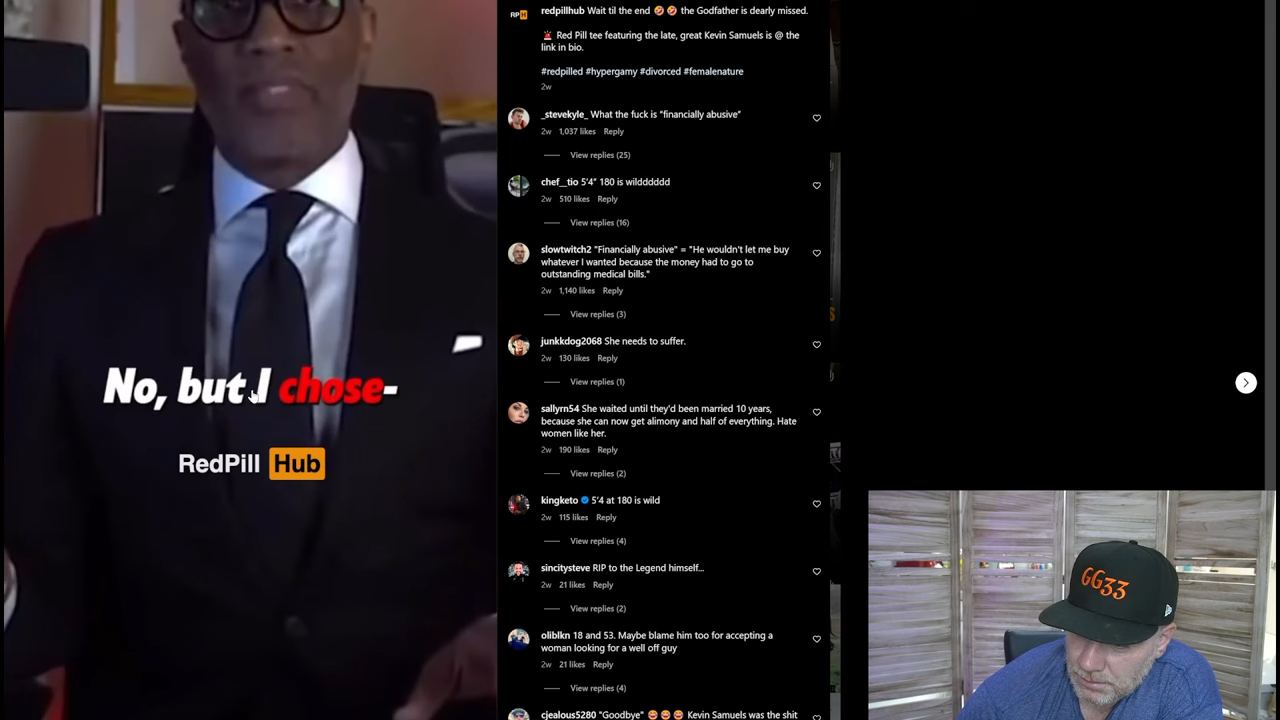 No, but I chose-
RedPill Hub
RP H
redpillhub Wait til the end 🤣 🤣 the Godfather is dearly missed.
🚨 Red Pill tee featuring the late, great Kevin Samuels is @ the
link in bio.
#redpilled #hypergamy #divorced #femalenature
2w
_stevekyle_ What the fuck is "financially abusive"
2w 1,037 likes Reply
View replies (25)
chef__tio 5'4" 180 is wildddddd
2w 510 likes Reply
View replies (16)
slowtwitch2 "Financially abusive" = "He wouldn't let me buy
whatever I wanted because the money had to go to
outstanding medical bills."
2w 1,140 likes Reply
View replies (3)
junkkdog2068 She needs to suffer.
2w 130 likes Reply
View replies (1)
sallyrn54 She waited until they'd been married 10 years,
because she can now get alimony and half of everything. Hate
women like her.
2w 190 likes Reply
View replies (2)
kingketo 5'4 at 180 is wild
2w 115 likes Reply
View replies (4)
sincitysteve RIP to the Legend himself...
2w 21 likes Reply
View replies (2)
oliblkn 18 and 53. Maybe blame him too for accepting a
woman looking for a well off guy
2w 21 likes Reply
View replies (4)
cjealous5280 "Goodbye" 😂😂😂 Kevin Samuels was the shit
GG33